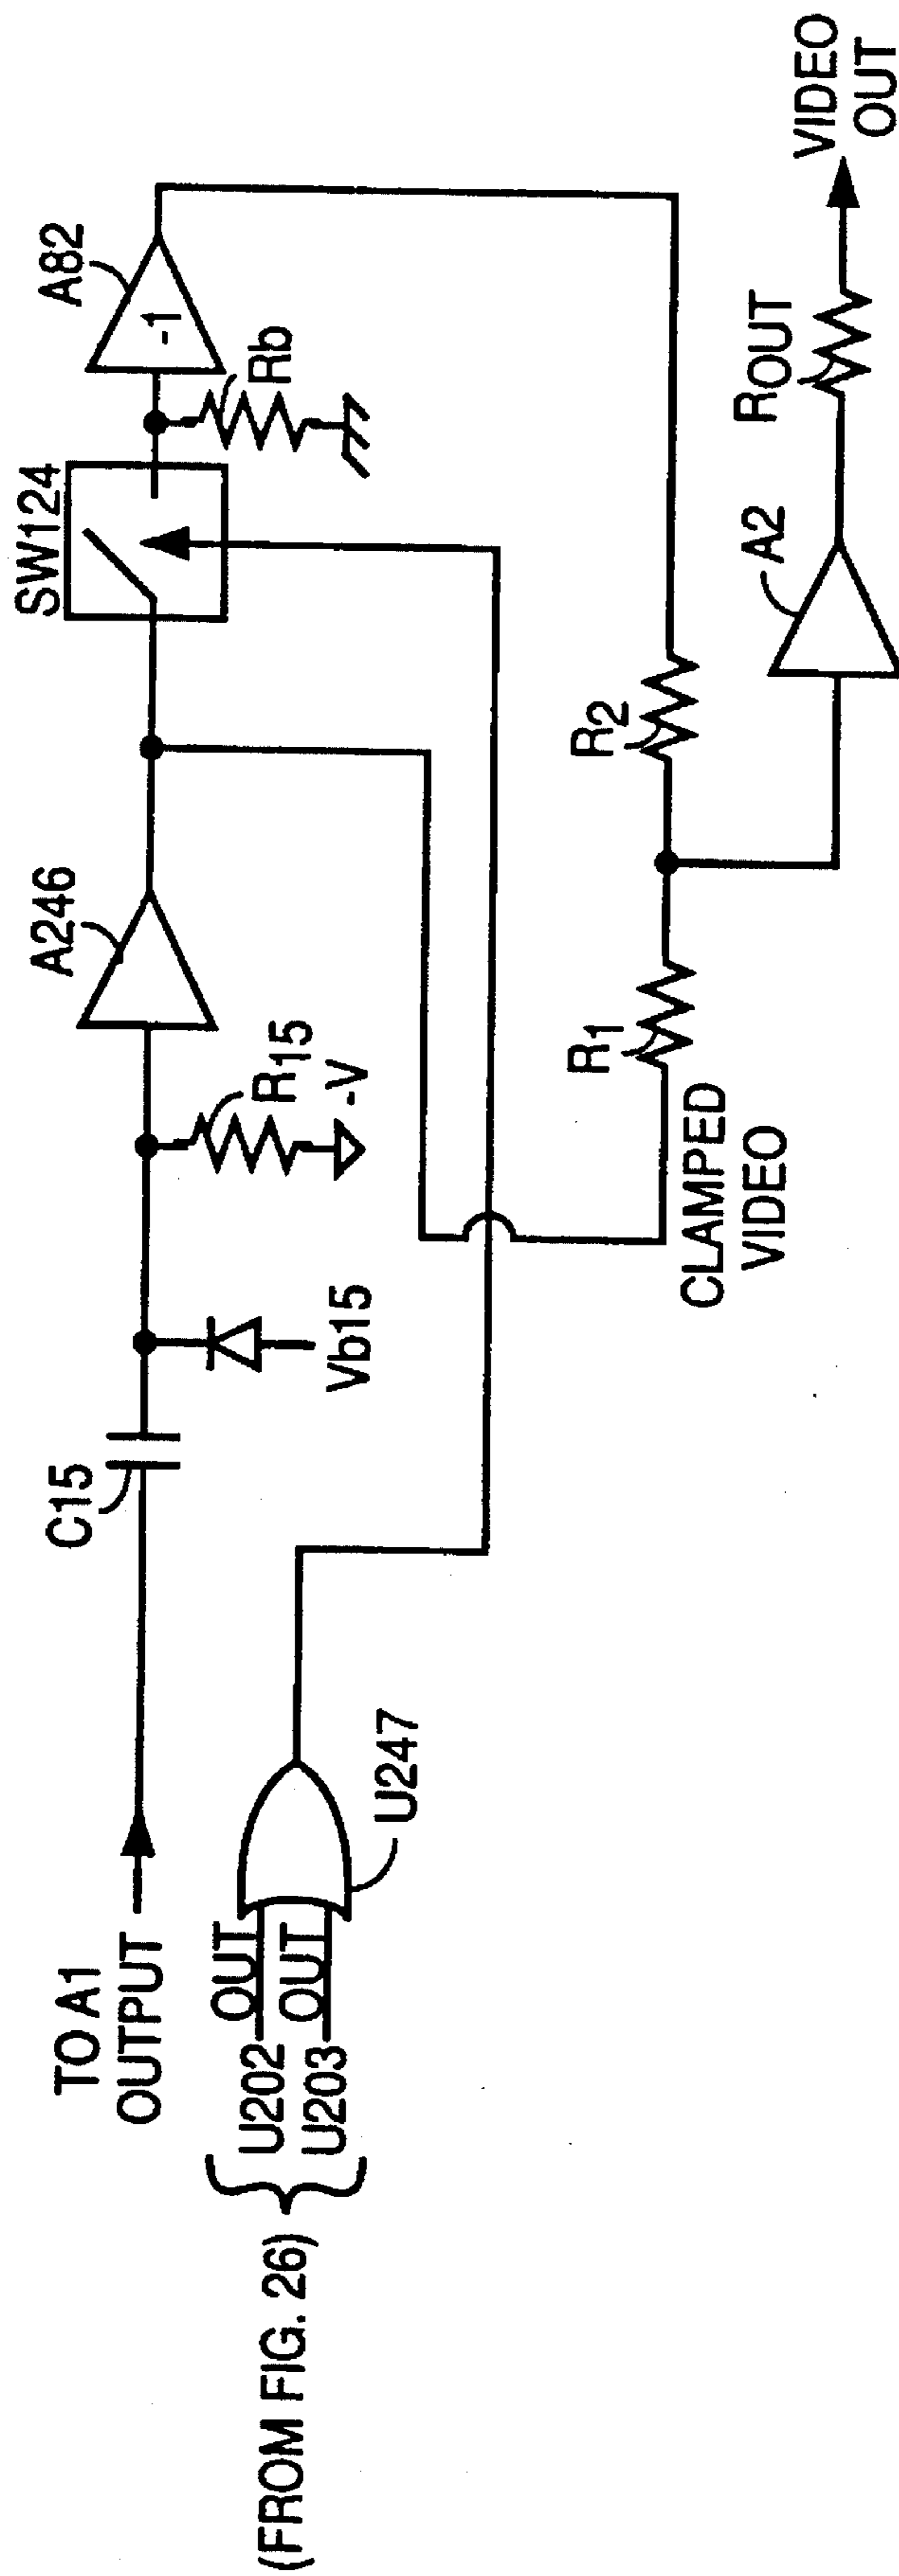 TO A1
OUTPUT
C15
Vb15
R15
-V
A246
SW124
A82
-1
Rb
(FROM FIG. 26)
U202 OUT
U203 OUT
U247
CLAMPED
VIDEO
R1
R2
A2
ROUT
VIDEO
OUT